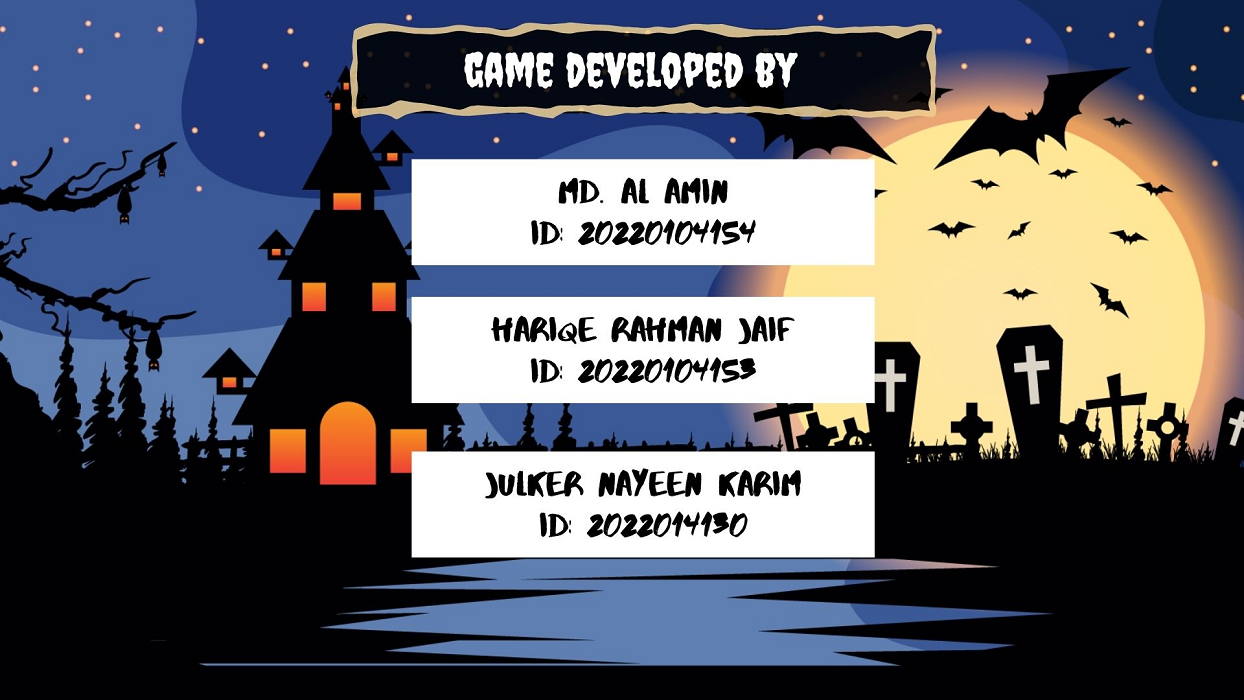 GAME DEVELOPED BY
MD. AL AMIN
ID: 20220104154
HARIQE RAHMAN JAIF
ID: 20220104153
JULKER NAYEEN KARIM
ID: 2022014130